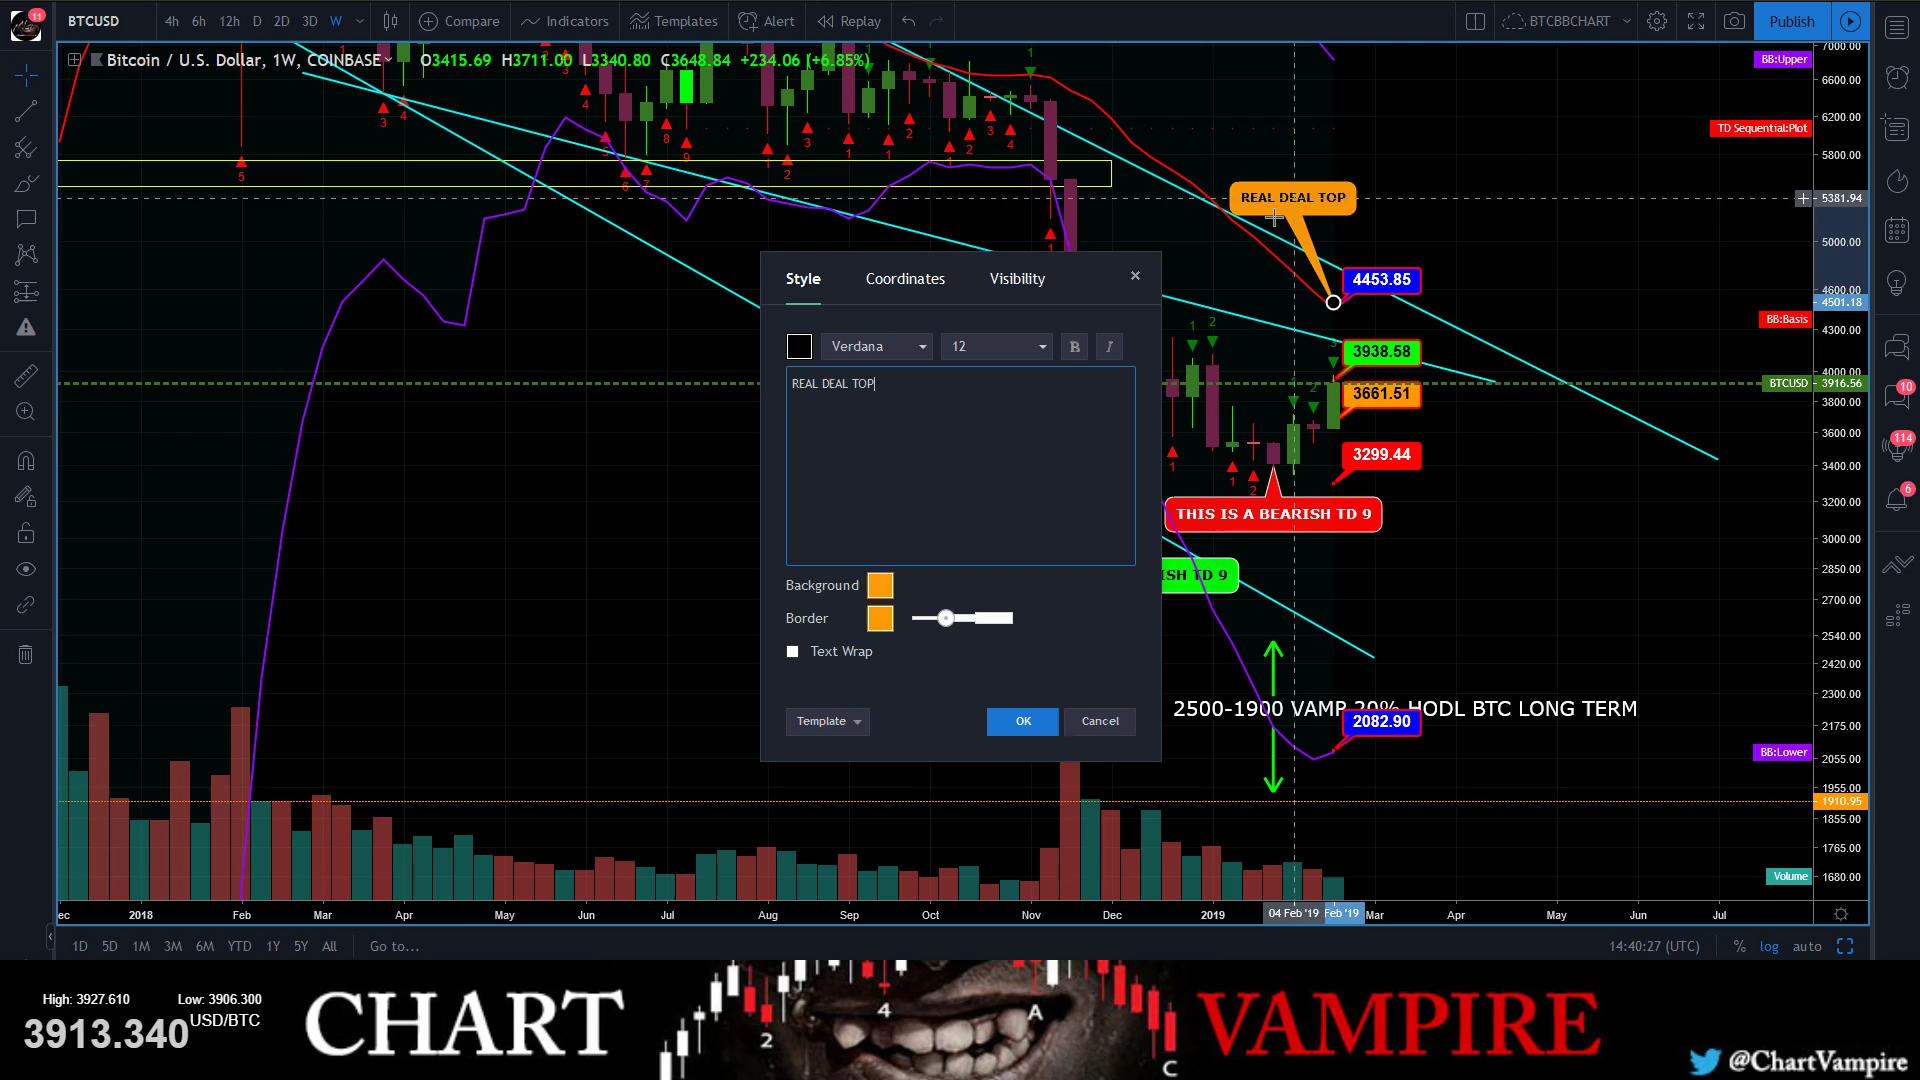 11
BTCUSD
4h 6h 12h D 2D 3D W
Compare
Indicators
Templates
Alert
Replay
BTCBBCHART
Publish
Bitcoin / U.S. Dollar, 1W, COINBASE
O3415.69 H3711.00 L3340.80 C3648.84 +234.06 (+6.85%)
7000.00
BB:Upper
6600.00
6200.00
TD Sequential:Plot
5800.00
REAL DEAL TOP
5381.94
5000.00
4600.00
4501.18
4453.85
BB:Basis
4300.00
3938.58
4000.00
BTCUSD 3916.56
3661.51
3800.00
3600.00
3299.44
3400.00
3200.00
THIS IS A BEARISH TD 9
3000.00
2850.00
ISH TD 9
2700.00
2540.00
2420.00
2300.00
2500-1900 VAMP 20% HODL BTC LONG TERM
2082.90
2175.00
BB:Lower
2055.00
1955.00
1910.95
1855.00
1765.00
Volume
1680.00
Style
Coordinates
Visibility
Verdana
12
B
I
REAL DEAL TOP
Background
Border
Text Wrap
Template
OK
Cancel
10
114
6
ec 2018 Feb Mar Apr May Jun Jul Aug Sep Oct Nov Dec 2019 04 Feb '19 Feb '19 Mar Apr May Jun Jul
1D 5D 1M 3M 6M YTD 1Y 5Y All Go to...
14:40:27 (UTC) % log auto
High: 3927.610 Low: 3906.300
3913.340 USD/BTC
CHART VAMPIRE
2
4
A
C
@ChartVampire